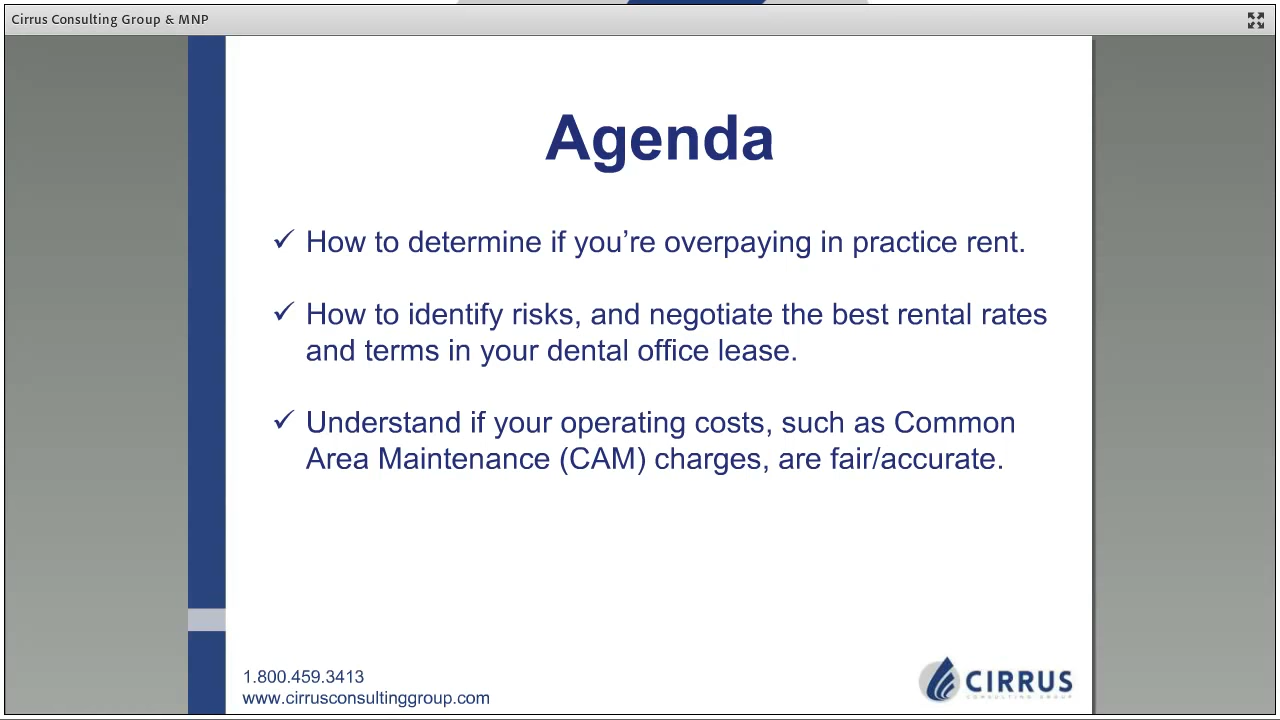 Cirrus Consulting Group & MNP
Agenda
✓ How to determine if you’re overpaying in practice rent.
✓ How to identify risks, and negotiate the best rental rates
and terms in your dental office lease.
✓ Understand if your operating costs, such as Common
Area Maintenance (CAM) charges, are fair/accurate.
1.800.459.3413
www.cirrusconsultinggroup.com
CIRRUS
CONSULTING GROUP